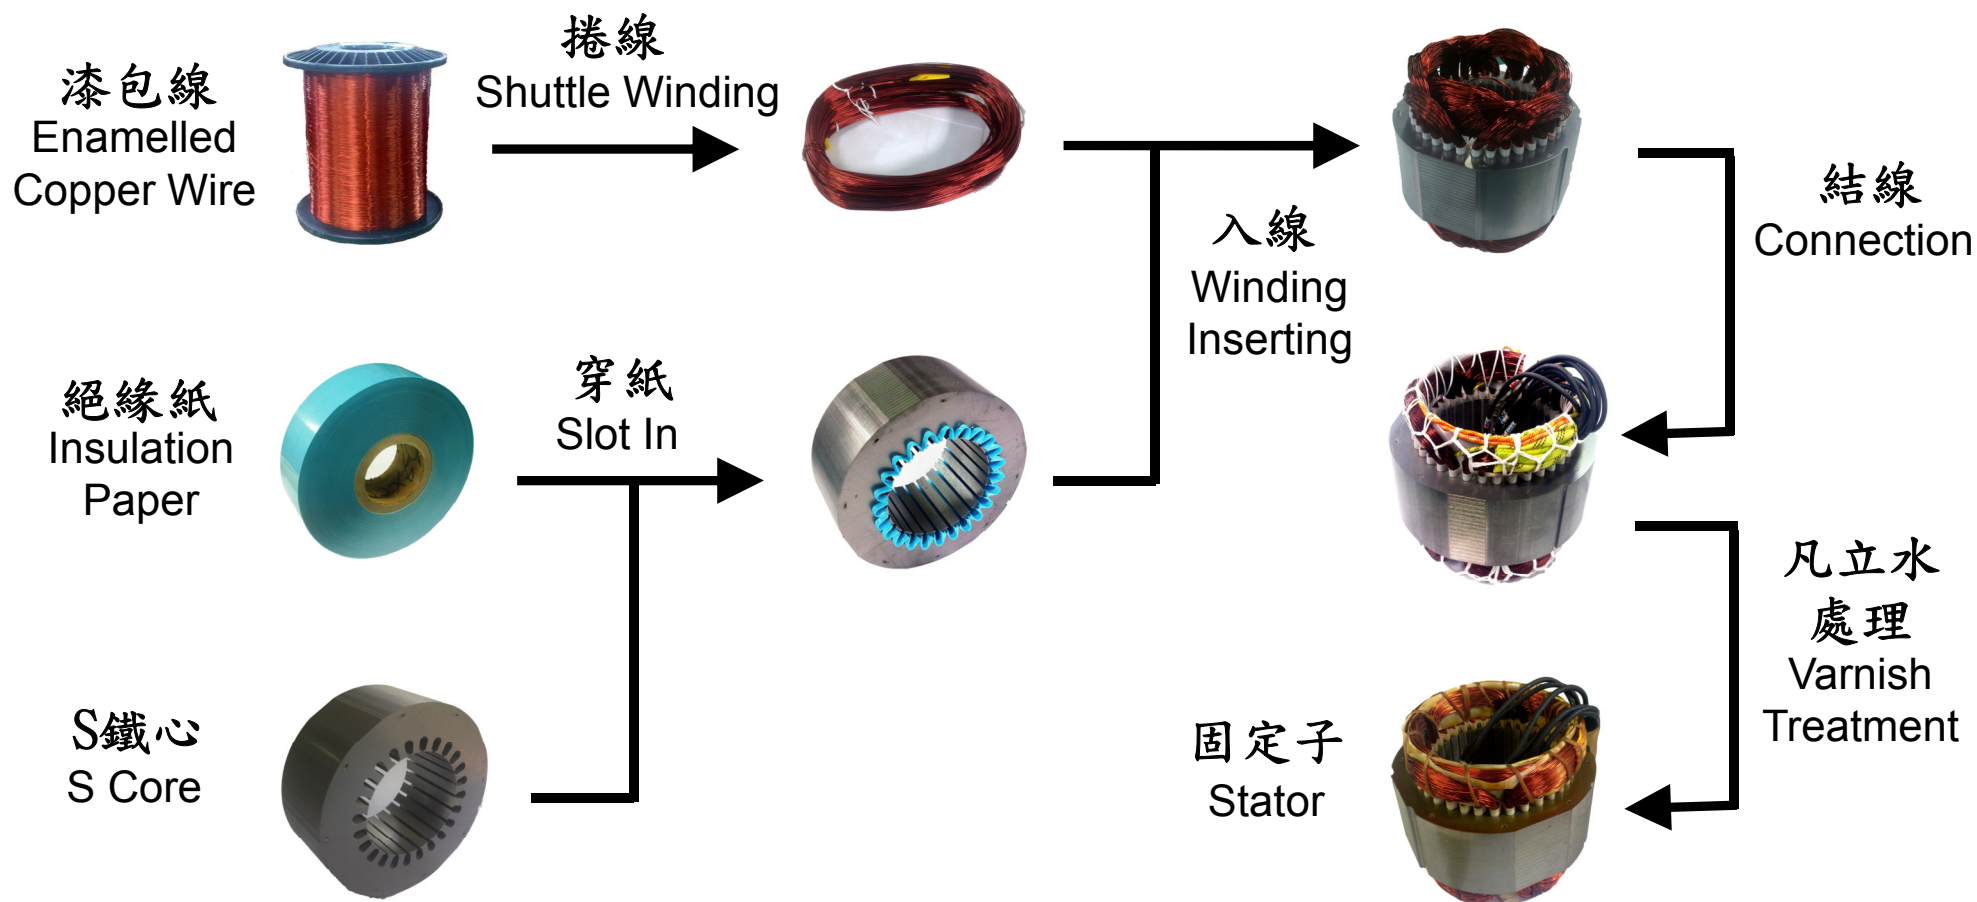 漆包線
Enamelled
Copper Wire
捲線
Shuttle Winding
入線
Winding
Inserting
結線
Connection
絕緣紙
Insulation
Paper
穿紙
Slot In
凡立水
處理
Varnish
Treatment
S鐵心
S Core
固定子
Stator